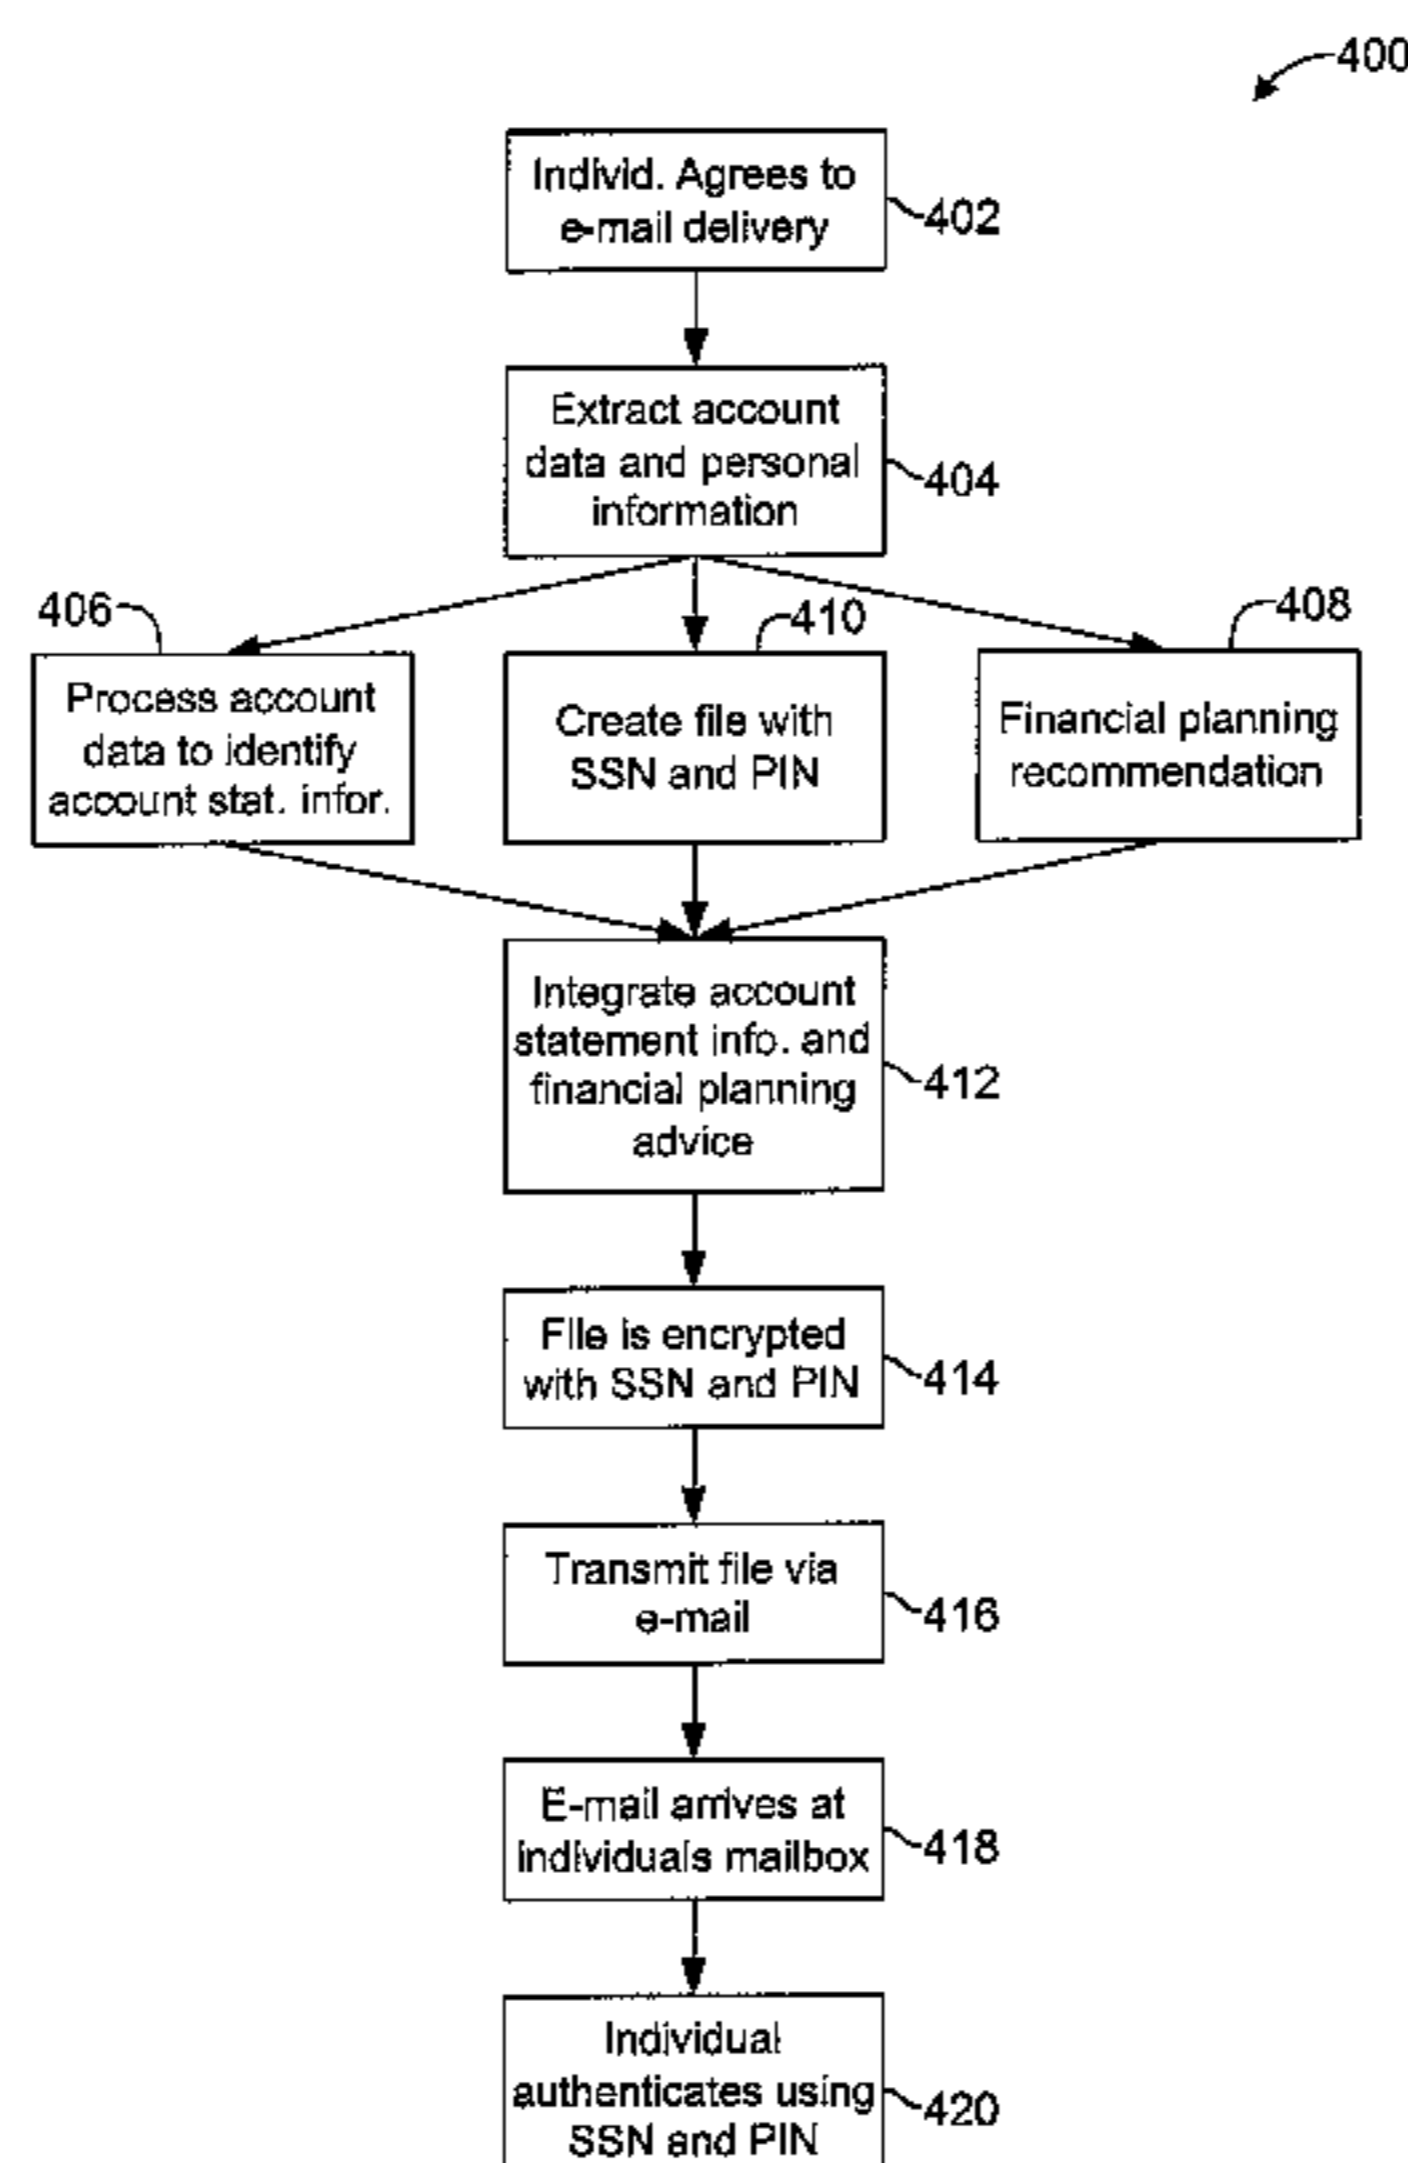 400
Individ. Agrees to
e-mail delivery
402
Extract account
data and personal
information
404
406
410
408
Process account
data to identify
account stat. infor.
Create file with
SSN and PIN
Financial planning
recommendation
Integrate account
statement info. and
financial planning
advice
412
File is encrypted
with SSN and PIN
414
Transmit file via
e-mail
416
E-mail arrives at
individuals mailbox
418
Individual
authenticates using
SSN and PIN
420